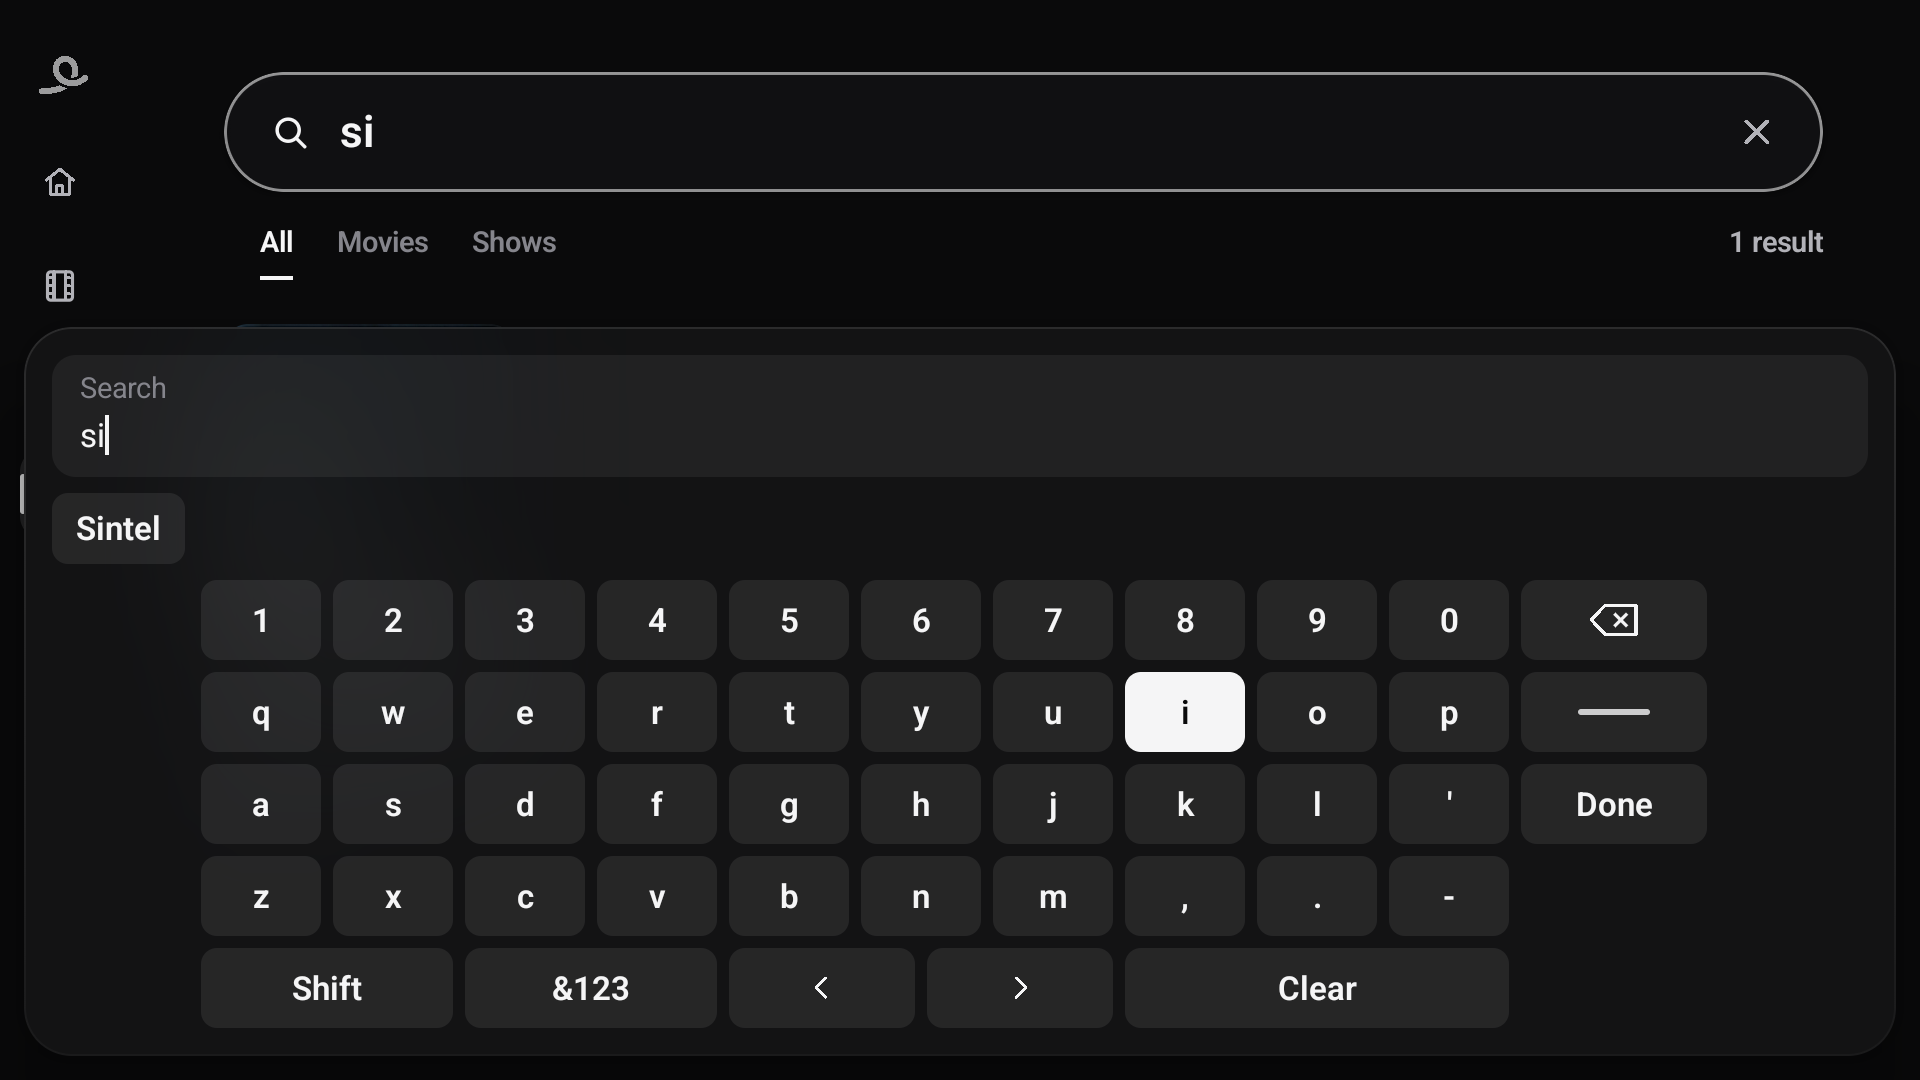 si
All Movies Shows 1 result
Search
si
Sintel
1 2 3 4 5 6 7 8 9 0
q w e r t y u i o p
a s d f g h j k l ' Done
z x c v b n m , . -
Shift &123 < > Clear